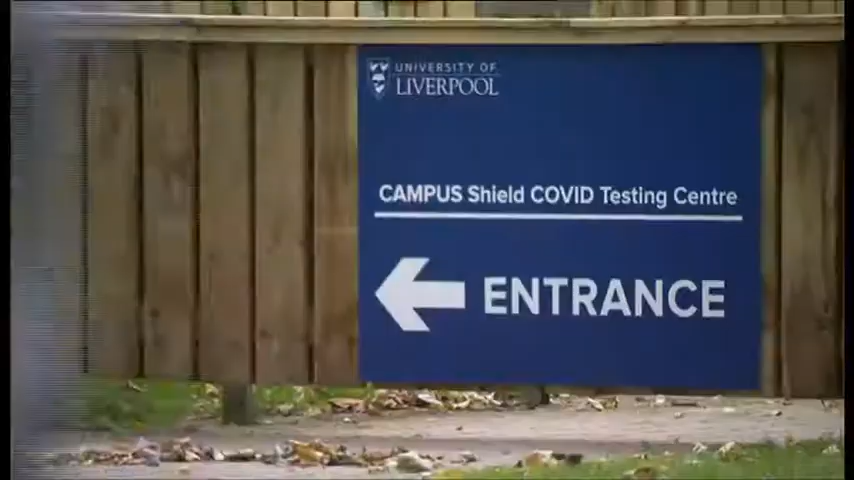 UNIVERSITY OF
LIVERPOOL
CAMPUS Shield COVID Testing Centre
ENTRANCE